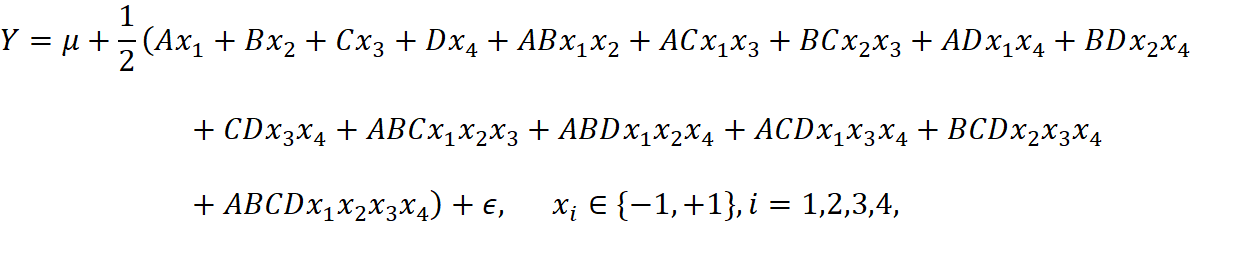 Y = μ + 1/2 (Ax₁ + Bx₂ + Cx₃ + Dx₄ + ABx₁x₂ + ACx₁x₃ + BCx₂x₃ + ADx₁x₄ + BDx₂x₄
+ CDx₃x₄ + ABCx₁x₂x₃ + ABDx₁x₂x₄ + ACDx₁x₃x₄ + BCDx₂x₃x₄
+ ABCDx₁x₂x₃x₄) + ϵ, xᵢ ∈ {−1, +1}, i = 1,2,3,4,